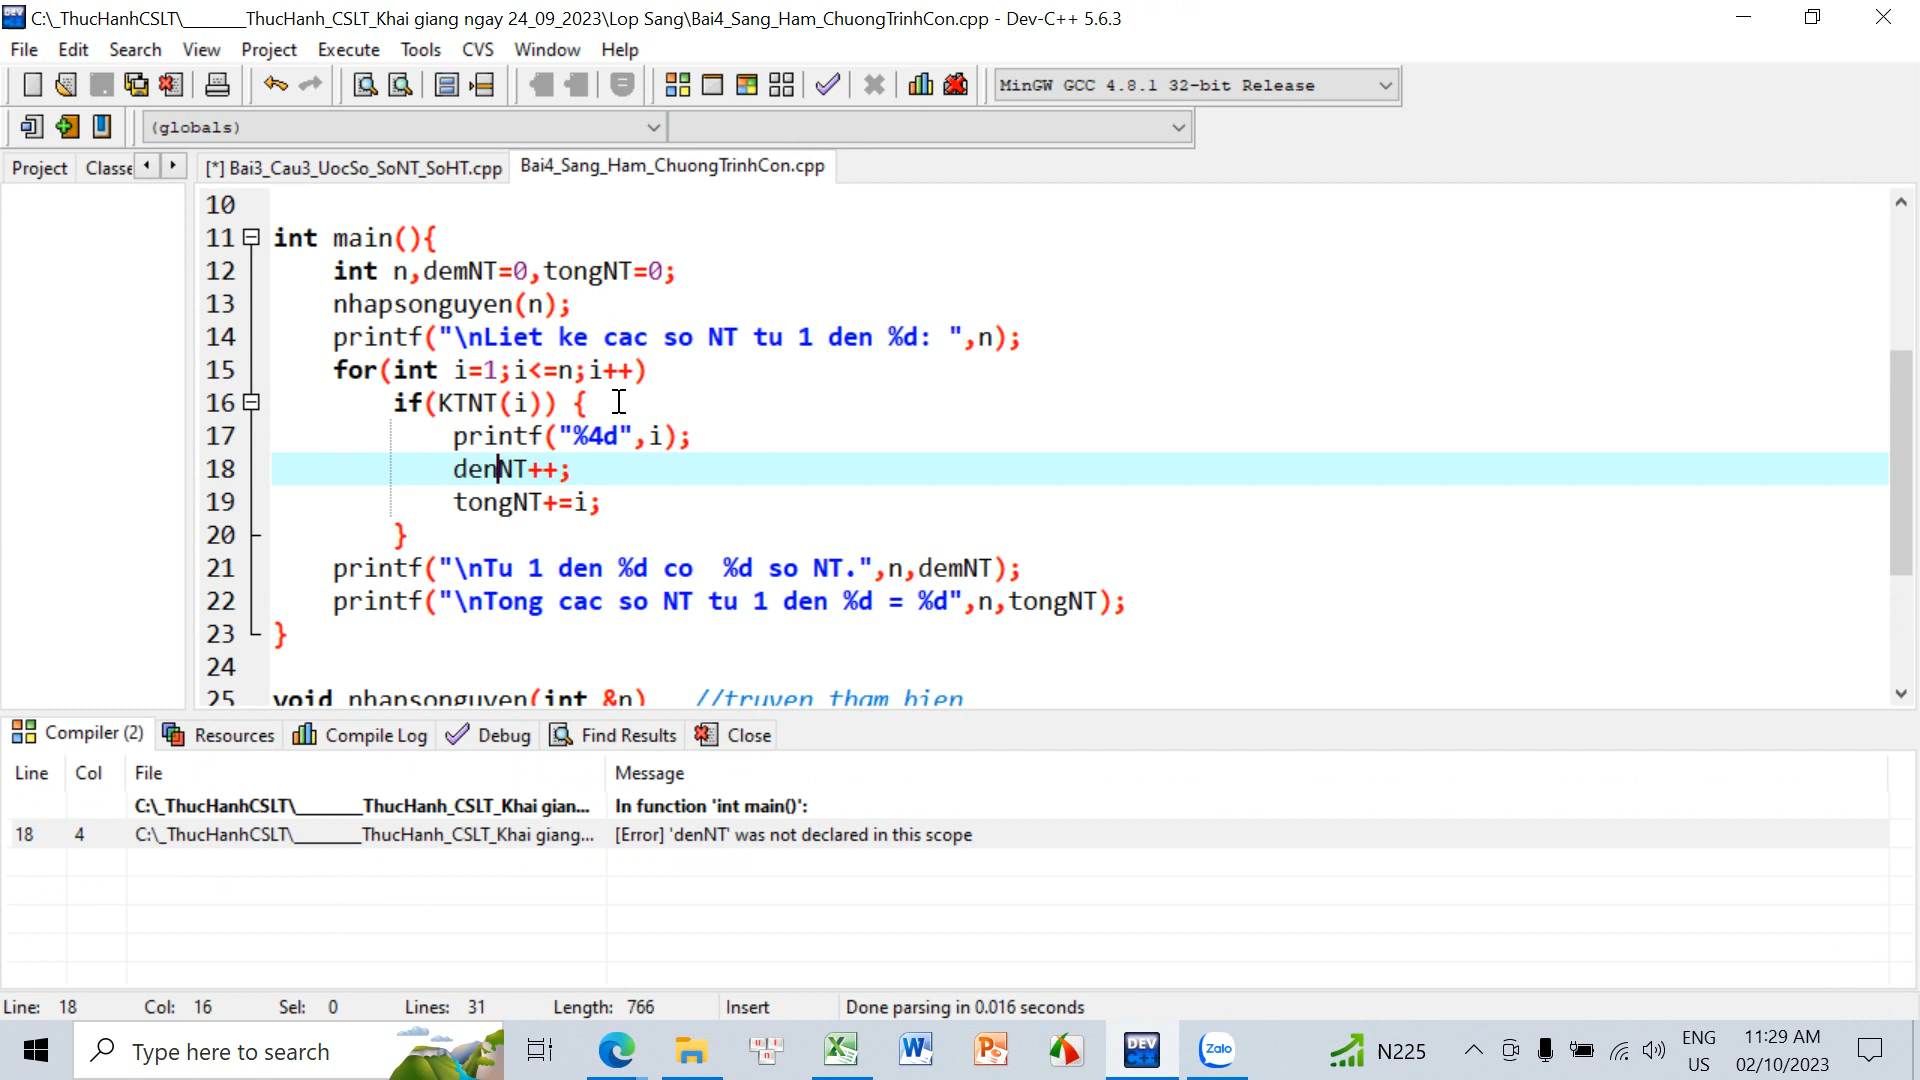 C:\_ThucHanhCSLT\_______ThucHanh_CSLT_Khai giang ngay 24_09_2023\Lop Sang\Bai4_Sang_Ham_ChuongTrinhCon.cpp - Dev-C++ 5.6.3
File Edit Search View Project Execute Tools CVS Window Help
MinGW GCC 4.8.1 32-bit Release
(globals)
Project Classe [*] Bai3_Cau3_UocSo_SoNT_SoHT.cpp Bai4_Sang_Ham_ChuongTrinhCon.cpp
10
11 int main(){
12 int n,demNT=0,tongNT=0;
13 nhapsonguyen(n);
14 printf("\nLiet ke cac so NT tu 1 den %d: ",n);
15 for(int i=1;i<=n;i++)
16 if(KTNT(i)) {
17 printf("%4d",i);
18 denNT++;
19 tongNT+=i;
20 }
21 printf("\nTu 1 den %d co  %d so NT.",n,demNT);
22 printf("\nTong cac so NT tu 1 den %d = %d",n,tongNT);
23 }
24
25 void nhapsonguyen(int &n) //truyen tham bien
Compiler (2) Resources Compile Log Debug Find Results Close
Line Col File Message
C:\_ThucHanhCSLT\_______ThucHanh_CSLT_Khai gian... In function 'int main()':
18 4 C:\_ThucHanhCSLT\_______ThucHanh_CSLT_Khai giang... [Error] 'denNT' was not declared in this scope
Line: 18 Col: 16 Sel: 0 Lines: 31 Length: 766 Insert Done parsing in 0.016 seconds
Type here to search DEV C++ Zalo N225 ENG 11:29 AM
US 02/10/2023